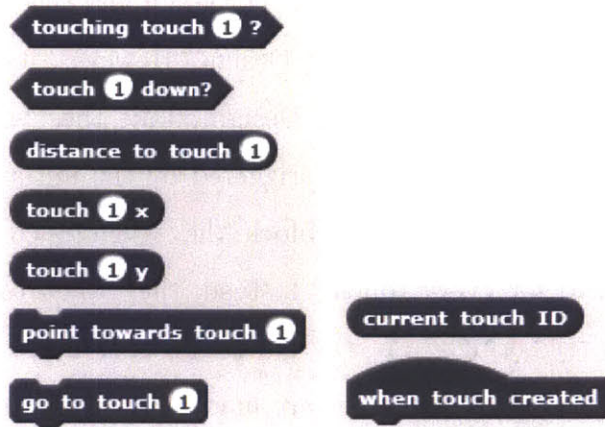 touching touch 1 ?
touch 1 down?
distance to touch 1
touch 1 x
touch 1 y
point towards touch 1
go to touch 1
current touch ID
when touch created